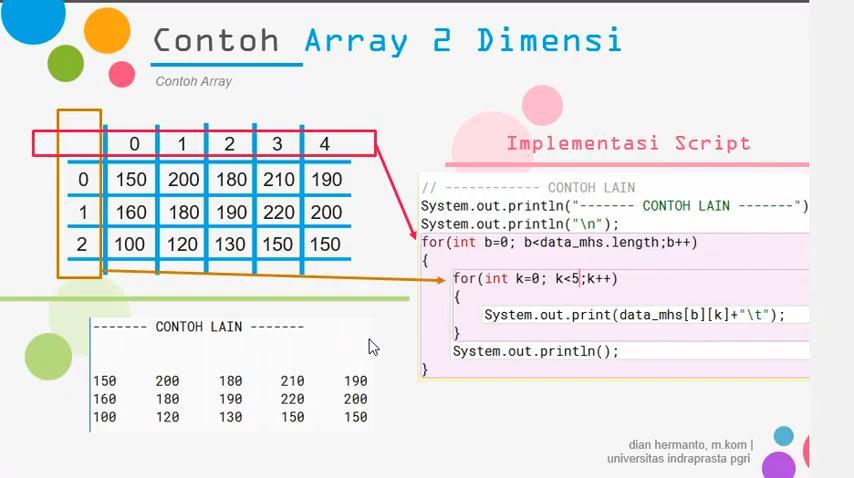 Contoh Array 2 Dimensi
Contoh Array
0 1 2 3 4
0 150 200 180 210 190
1 160 180 190 220 200
2 100 120 130 150 150
Implementasi Script
// ------------ CONTOH LAIN
System.out.println("------- CONTOH LAIN -------")
System.out.println("\n");
for(int b=0; b<data_mhs.length;b++)
{
for(int k=0; k<5;k++)
{
System.out.print(data_mhs[b][k]+"\t");
}
System.out.println();
}
------- CONTOH LAIN -------
150 200 180 210 190
160 180 190 220 200
100 120 130 150 150
dian hermanto, m.kom |
universitas indraprasta pgri